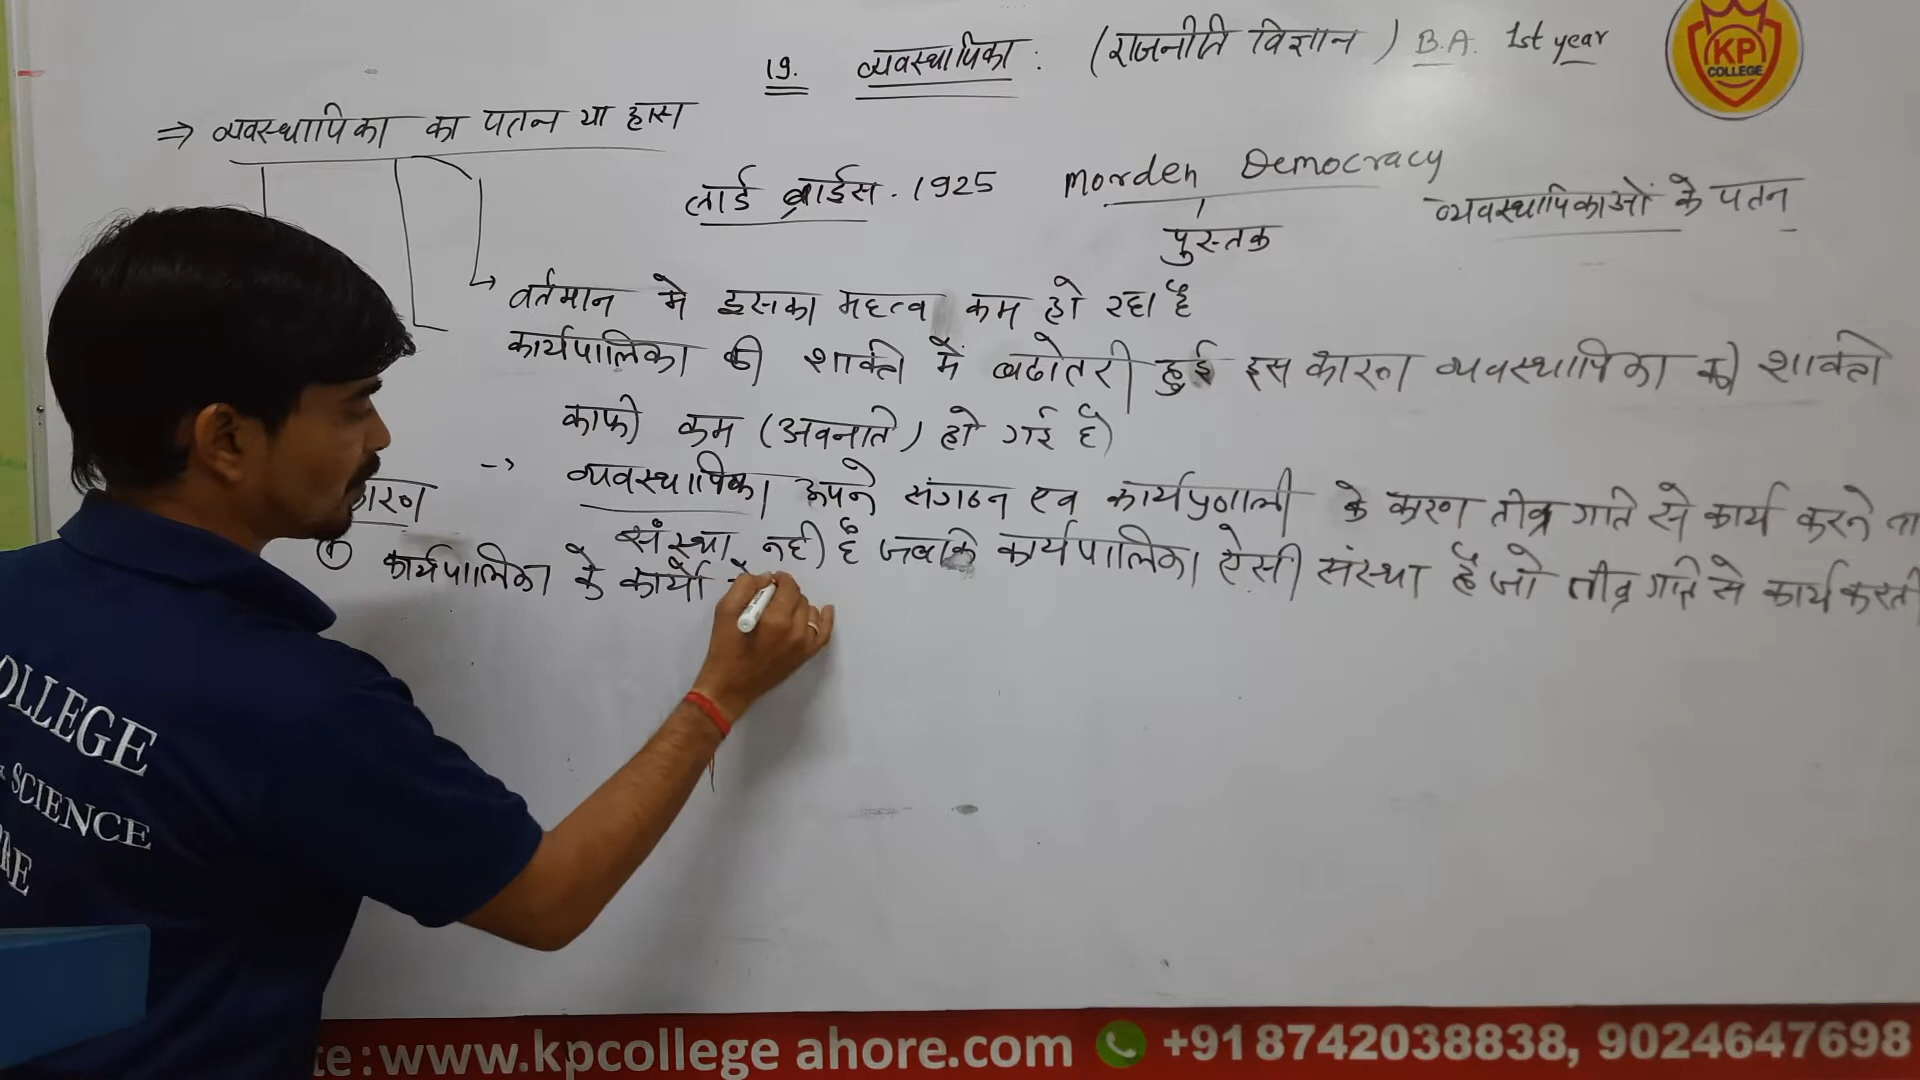 19. व्यवस्थापिका : (राजनीति विज्ञान) B.A. 1st year
KP
COLLEGE
⇒ व्यवस्थापिका का पतन या ह्रास
लार्ड ब्राईस - 1925 Morden Democracy
पुस्तक
व्यवस्थापिकाओं के पतन
वर्तमान मे इसका महत्व कम हो रहा है
कार्यपालिका की शक्ति में बढोतरी हुई इस कारण व्यवस्थापिका की शक्ति
काफी कम (अवनति) हो गई है
-> व्यवस्थापिका अपने संगठन एव कार्यप्रणाली के कारण तीव्र गति से कार्य करने
संस्था नही है जबकि कार्यपालिका ऐसी संस्था है जो तीव्र गति से कार्य करती
कार्यपालिका के कार्यो
OLLEGE
SCIENCE
te: www.kpcollege ahore.com +91 8742038838, 9024647698